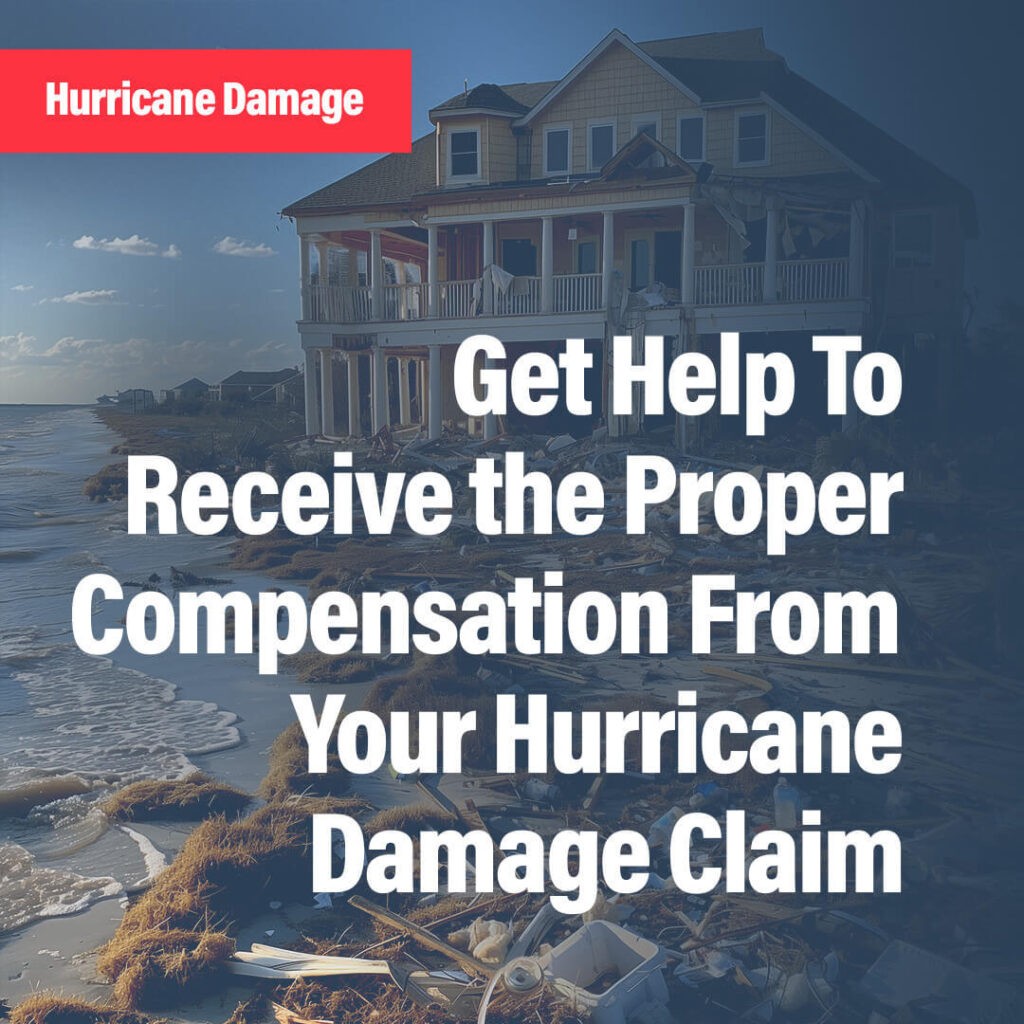 Hurricane Damage
Get Help To
Receive the Proper
Compensation From
Your Hurricane
Damage Claim